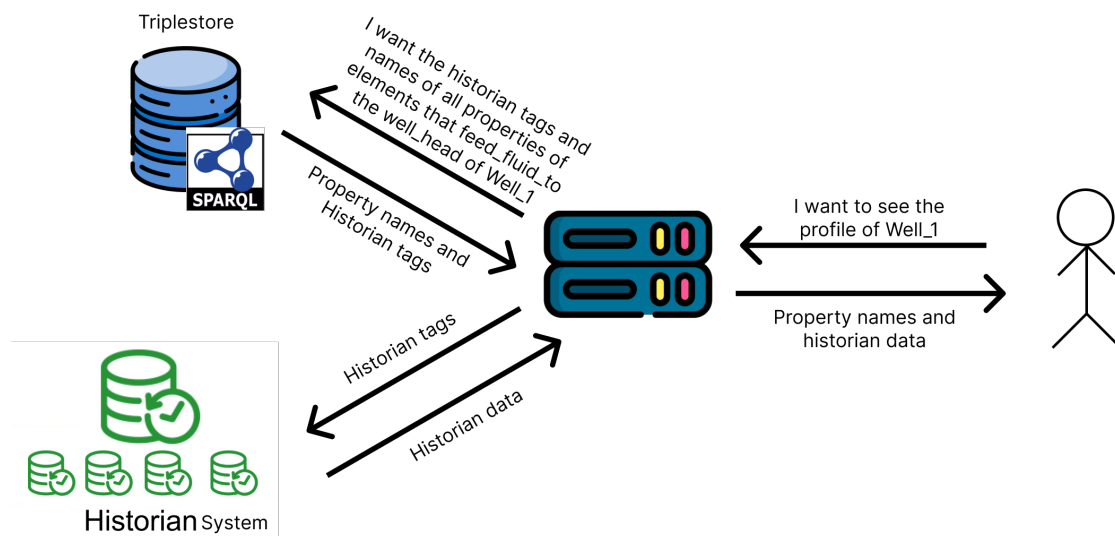 Triplestore
SPARQL
I want the historian tags and
names of all properties of
elements that feed_fluid_to
the well_head of Well_1
Property names and
Historian tags
I want to see the
profile of Well_1
Property names and
historian data
Historian tags
Historian data
Historian System